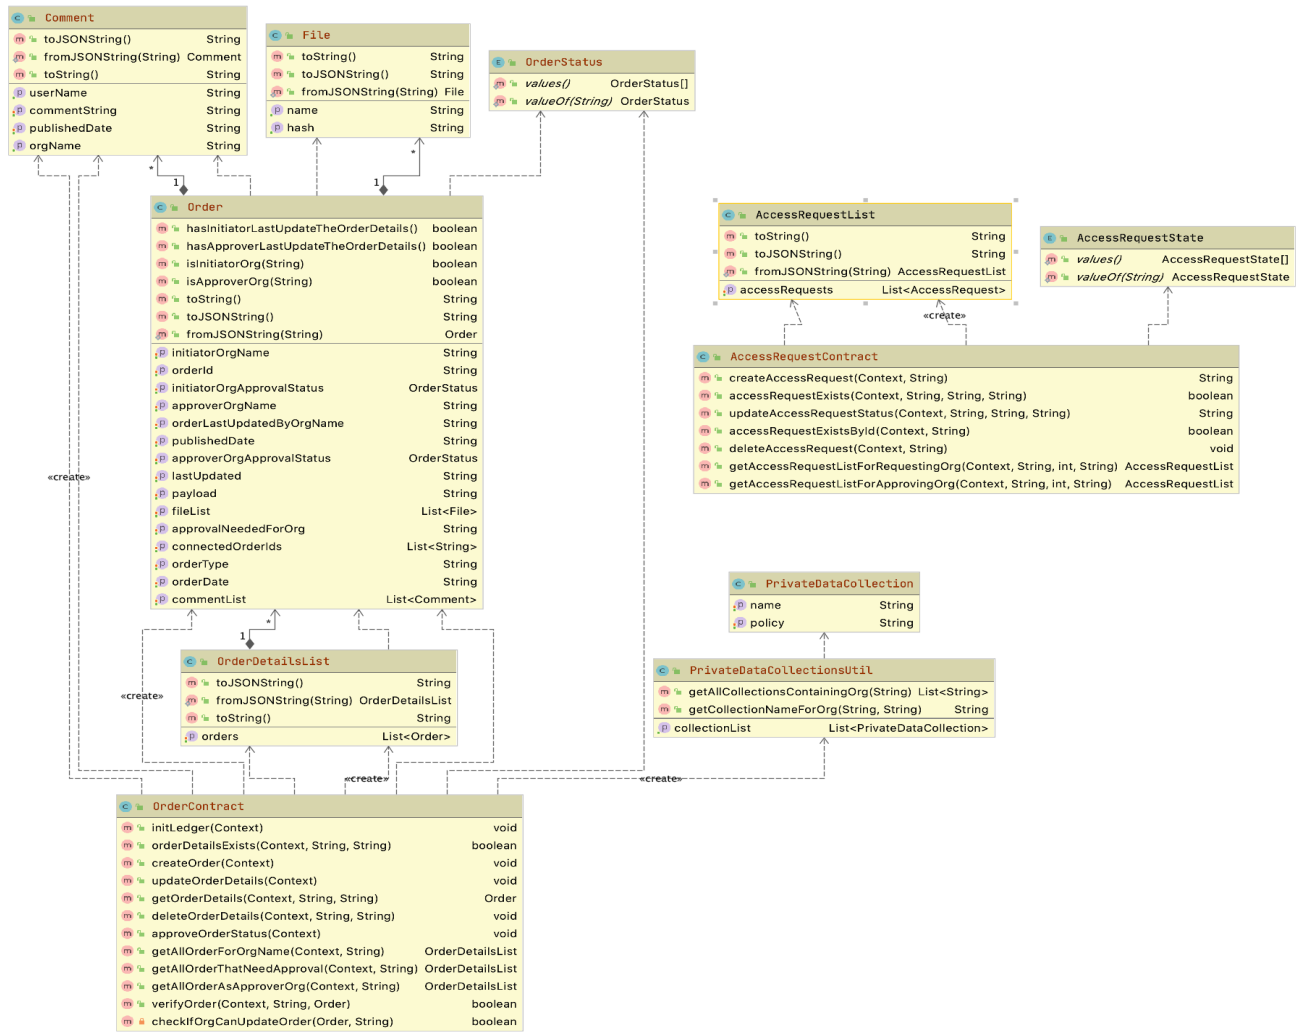 Comment
toJSONString() String
fromJSONString(String) Comment
toString() String
userName String
commentString String
publishedDate String
orgName String
File
toString() String
toJSONString() String
fromJSONString(String) File
name String
hash String
OrderStatus
values() OrderStatus[]
valueOf(String) OrderStatus
*
1
*
1
Order
hasInitiatorLastUpdateTheOrderDetails() boolean
hasApproverLastUpdateTheOrderDetails() boolean
isInitiatorOrg(String) boolean
isApproverOrg(String) boolean
toString() String
toJSONString() String
fromJSONString(String) Order
initiatorOrgName String
orderId String
initiatorOrgApprovalStatus OrderStatus
approverOrgName String
orderLastUpdatedByOrgName String
publishedDate String
approverOrgApprovalStatus OrderStatus
lastUpdated String
payload String
fileList List<File>
approvalNeededForOrg String
connectedOrderIds List<String>
orderType String
orderDate String
commentList List<Comment>
«create»
AccessRequestList
toString() String
toJSONString() String
fromJSONString(String) AccessRequestList
accessRequests List<AccessRequest>
AccessRequestState
values() AccessRequestState[]
valueOf(String) AccessRequestState
«create»
AccessRequestContract
createAccessRequest(Context, String) String
accessRequestExists(Context, String, String, String) boolean
updateAccessRequestStatus(Context, String, String, String) String
accessRequestExistsById(Context, String) boolean
deleteAccessRequest(Context, String) void
getAccessRequestListForRequestingOrg(Context, String, int, String) AccessRequestList
getAccessRequestListForApprovingOrg(Context, String, int, String) AccessRequestList
PrivateDataCollection
name String
policy String
PrivateDataCollectionsUtil
getAllCollectionsContainingOrg(String) List<String>
getCollectionNameForOrg(String, String) String
collectionList List<PrivateDataCollection>
*
1
OrderDetailsList
toJSONString() String
fromJSONString(String) OrderDetailsList
toString() String
orders List<Order>
«create»
«create»
«create»
OrderContract
initLedger(Context) void
orderDetailsExists(Context, String, String) boolean
createOrder(Context) void
updateOrderDetails(Context) void
getOrderDetails(Context, String, String) Order
deleteOrderDetails(Context, String, String) void
approveOrderStatus(Context) void
getAllOrderForOrgName(Context, String) OrderDetailsList
getAllOrderThatNeedApproval(Context, String) OrderDetailsList
getAllOrderAsApproverOrg(Context, String) OrderDetailsList
verifyOrder(Context, String, Order) boolean
checkIfOrgCanUpdateOrder(Order, String) boolean